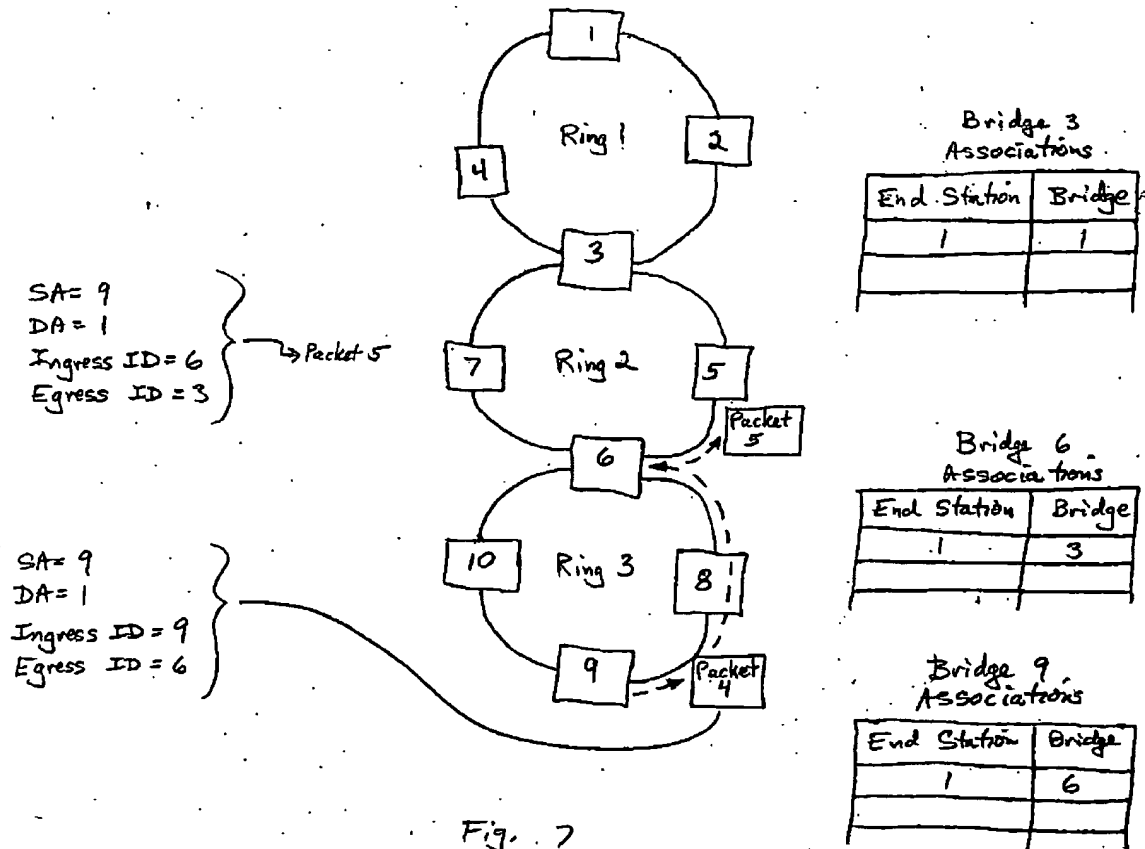 1
Ring 1
2
4
3
Bridge 3
Associations
End Station Bridge
1 1
SA= 9
DA= 1
Ingress ID= 6
Egress ID= 3
Packet 5
7
Ring 2
5
Packet
5
6
Bridge 6
Associations
End Station Bridge
1 3
SA= 9
DA= 1
Ingress ID= 9
Egress ID= 6
10
Ring 3
8
9
Packet
4
Bridge 9
Associations
End Station Bridge
1 6
Fig. 7